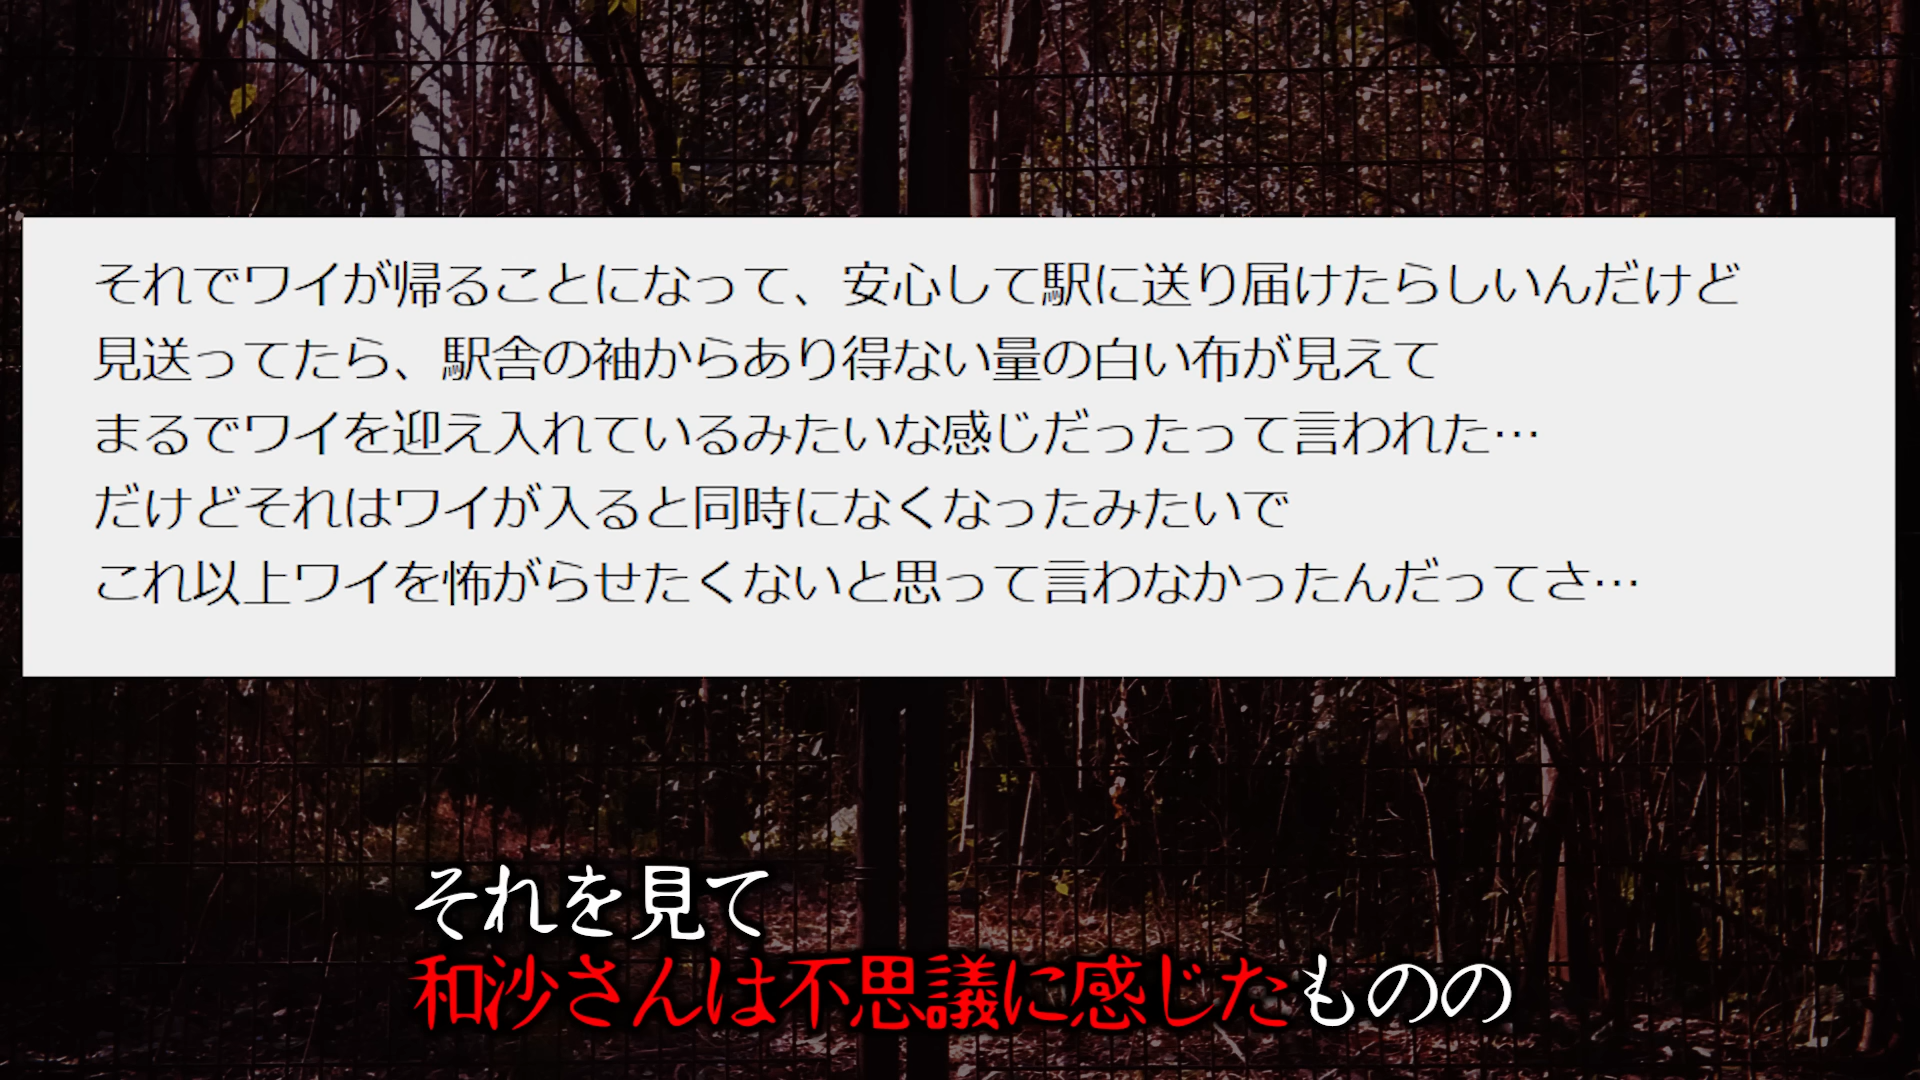 それでワイが帰ることになって、安心して駅に送り届けたらしいんだけど
見送ってたら、駅舎の袖からあり得ない量の白い布が見えて
まるでワイを迎え入れているみたいな感じだったって言われた…
だけどそれはワイが入ると同時になくなったみたいで
これ以上ワイを怖がらせたくないと思って言わなかったんだってさ…
それを見て
和沙さんは不思議に感じたものの